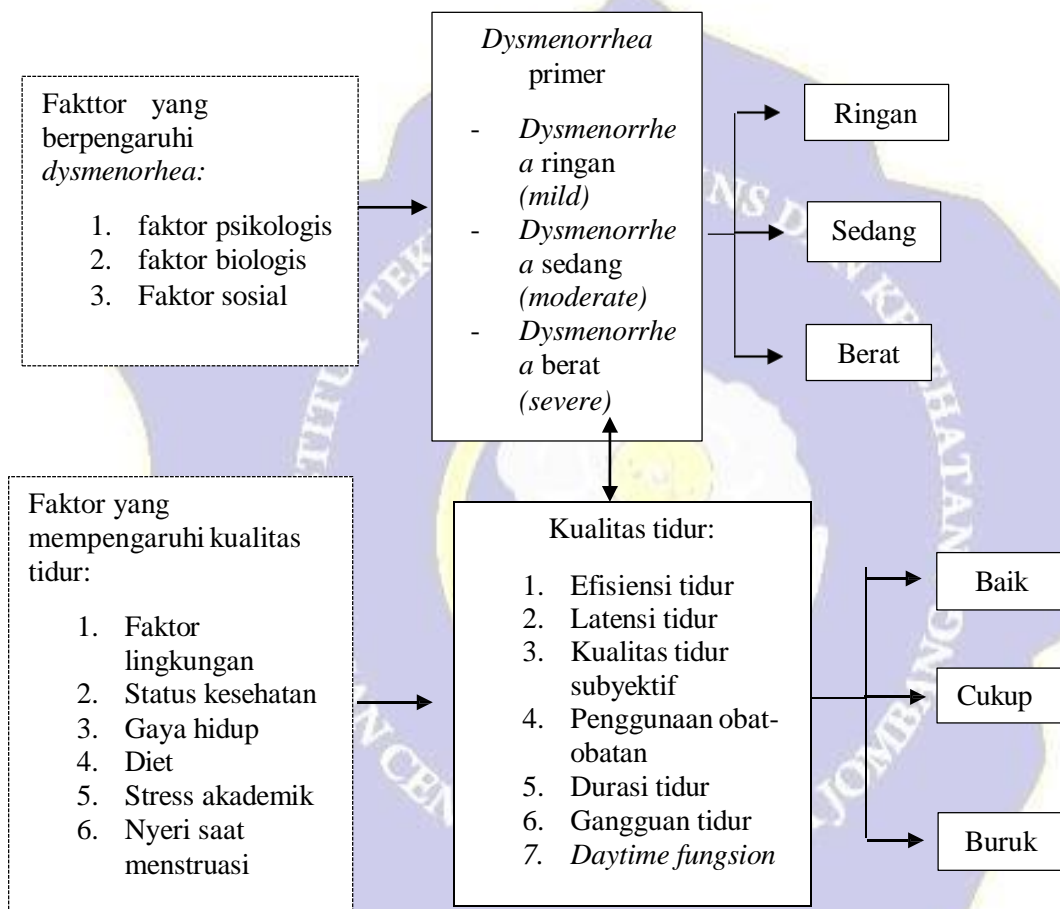 Fakttor yang
berpengaruhi
dysmenorhea:
1. faktor psikologis
2. faktor biologis
3. Faktor sosial
Dysmenorrhea
primer
- Dysmenorrhe
a ringan
(mild)
- Dysmenorrhe
a sedang
(moderate)
- Dysmenorrhe
a berat
(severe)
Ringan
Sedang
Berat
Faktor yang
mempengaruhi kualitas
tidur:
1. Faktor
lingkungan
2. Status kesehatan
3. Gaya hidup
4. Diet
5. Stress akademik
6. Nyeri saat
menstruasi
Kualitas tidur:
1. Efisiensi tidur
2. Latensi tidur
3. Kualitas tidur
subyektif
4. Penggunaan obat-
obatan
5. Durasi tidur
6. Gangguan tidur
7. Daytime fungsion
Baik
Cukup
Buruk
KESEHATAN
JOMBANG